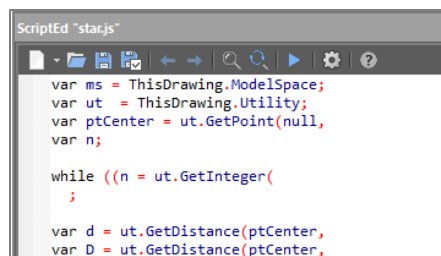 ScriptEd "star.js"
var ms = ThisDrawing.ModelSpace;
var ut  = ThisDrawing.Utility;
var ptCenter = ut.GetPoint(null,
var n;
while ((n = ut.GetInteger(
;
var d = ut.GetDistance(ptCenter,
var D = ut.GetDistance(ptCenter,